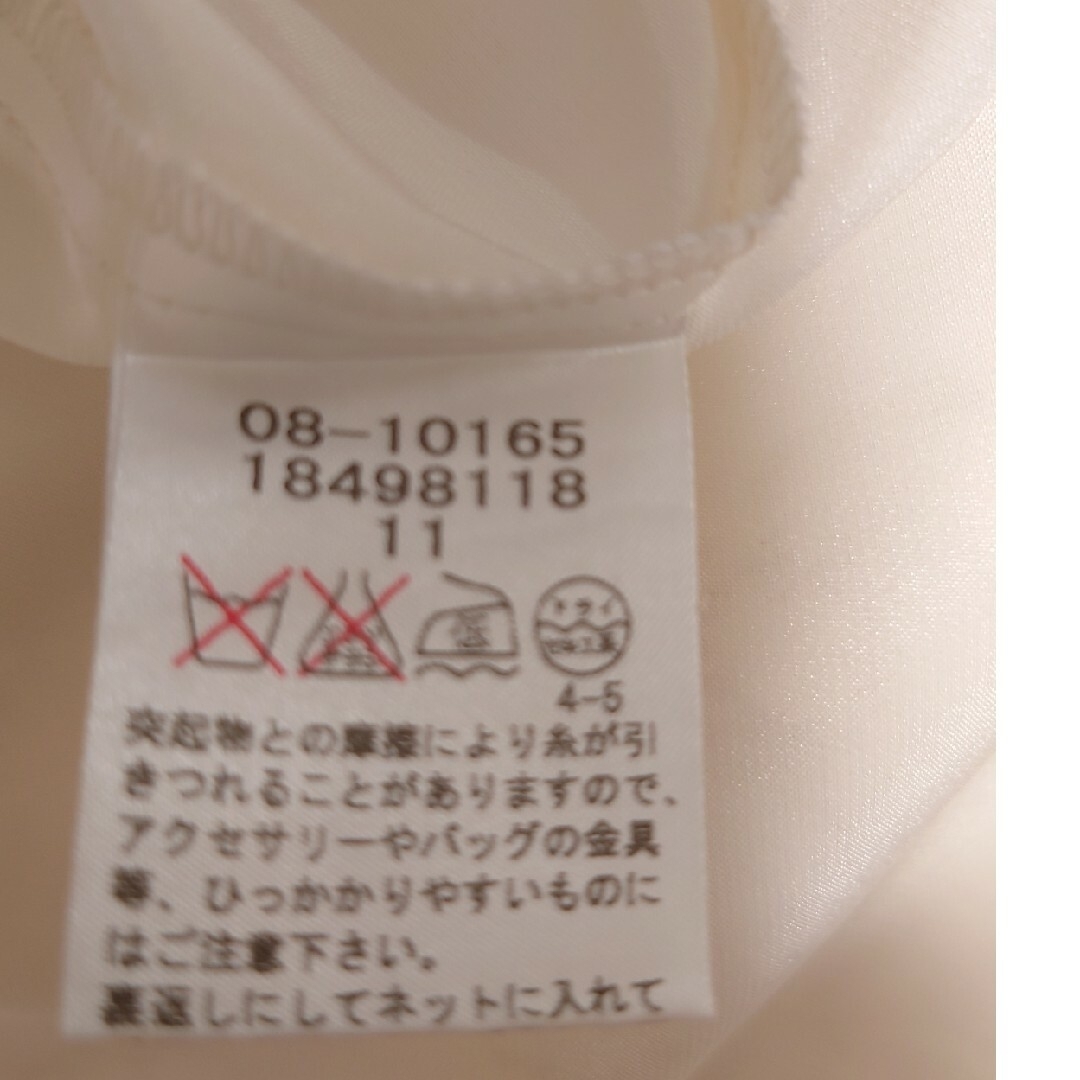 08-10165
18498118
11
ドライ
セキユ系
4-5
突起物との摩擦により糸が引
きつれることがありますので、
アクセサリーやバッグの金具
等、ひっかかりやすいものに
はご注意下さい。
裏返しにしてネットに入れて